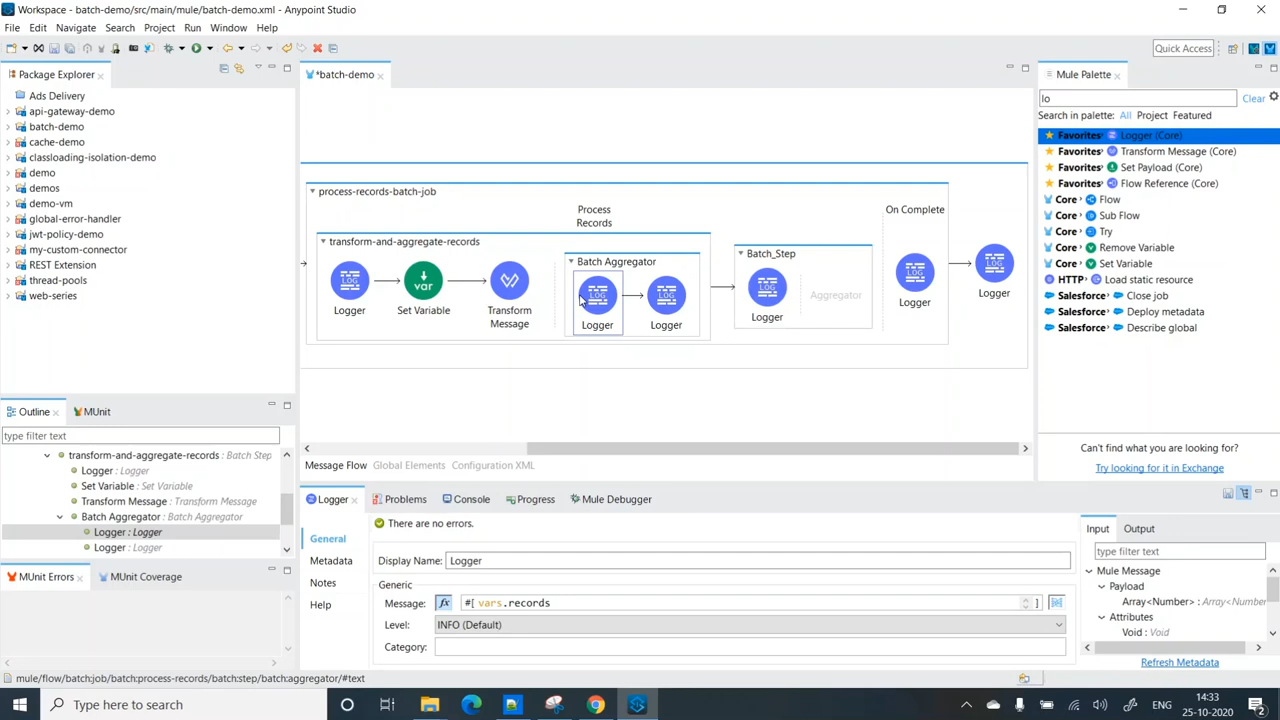 Workspace - batch-demo/src/main/mule/batch-demo.xml - Anypoint Studio
File Edit Navigate Search Project Run Window Help
Quick Access
Package Explorer
Ads Delivery
api-gateway-demo
batch-demo
cache-demo
classloading-isolation-demo
demo
demos
demo-vm
global-error-handler
jwt-policy-demo
my-custom-connector
REST Extension
thread-pools
web-series
*batch-demo
process-records-batch-job
Process
Records
On Complete
transform-and-aggregate-records
Batch Aggregator
Batch_Step
LOG
var
LOG
LOG
LOG
LOG
LOG
Logger
Set Variable
Transform
Message
Logger
Logger
Logger
Aggregator
Logger
Logger
Message Flow Global Elements Configuration XML
Mule Palette
lo
Clear
Search in palette: All Project Featured
Favorites Logger (Core)
Favorites Transform Message (Core)
Favorites Set Payload (Core)
Favorites Flow Reference (Core)
Core Flow
Core Sub Flow
Core Try
Core Remove Variable
Core Set Variable
HTTP Load static resource
Salesforce Close job
Salesforce Deploy metadata
Salesforce Describe global
Can't find what you are looking for?
Try looking for it in Exchange
Outline MUnit
type filter text
transform-and-aggregate-records : Batch Step
Logger : Logger
Set Variable : Set Variable
Transform Message : Transform Message
Batch Aggregator : Batch Aggregator
Logger : Logger
Logger : Logger
MUnit Errors MUnit Coverage
Logger Problems Console Progress Mule Debugger
There are no errors.
General
Metadata
Notes
Help
Display Name: Logger
Generic
Message: fx #[ vars.records ]
Level: INFO (Default)
Category:
Input Output
type filter text
Mule Message
Payload
Array<Number> : Array<Number
Attributes
Void : Void
Refresh Metadata
mule/flow/batch:job/batch:process-records/batch:step/batch:aggregator/#text
Type here to search
ENG
14:33
25-10-2020
2